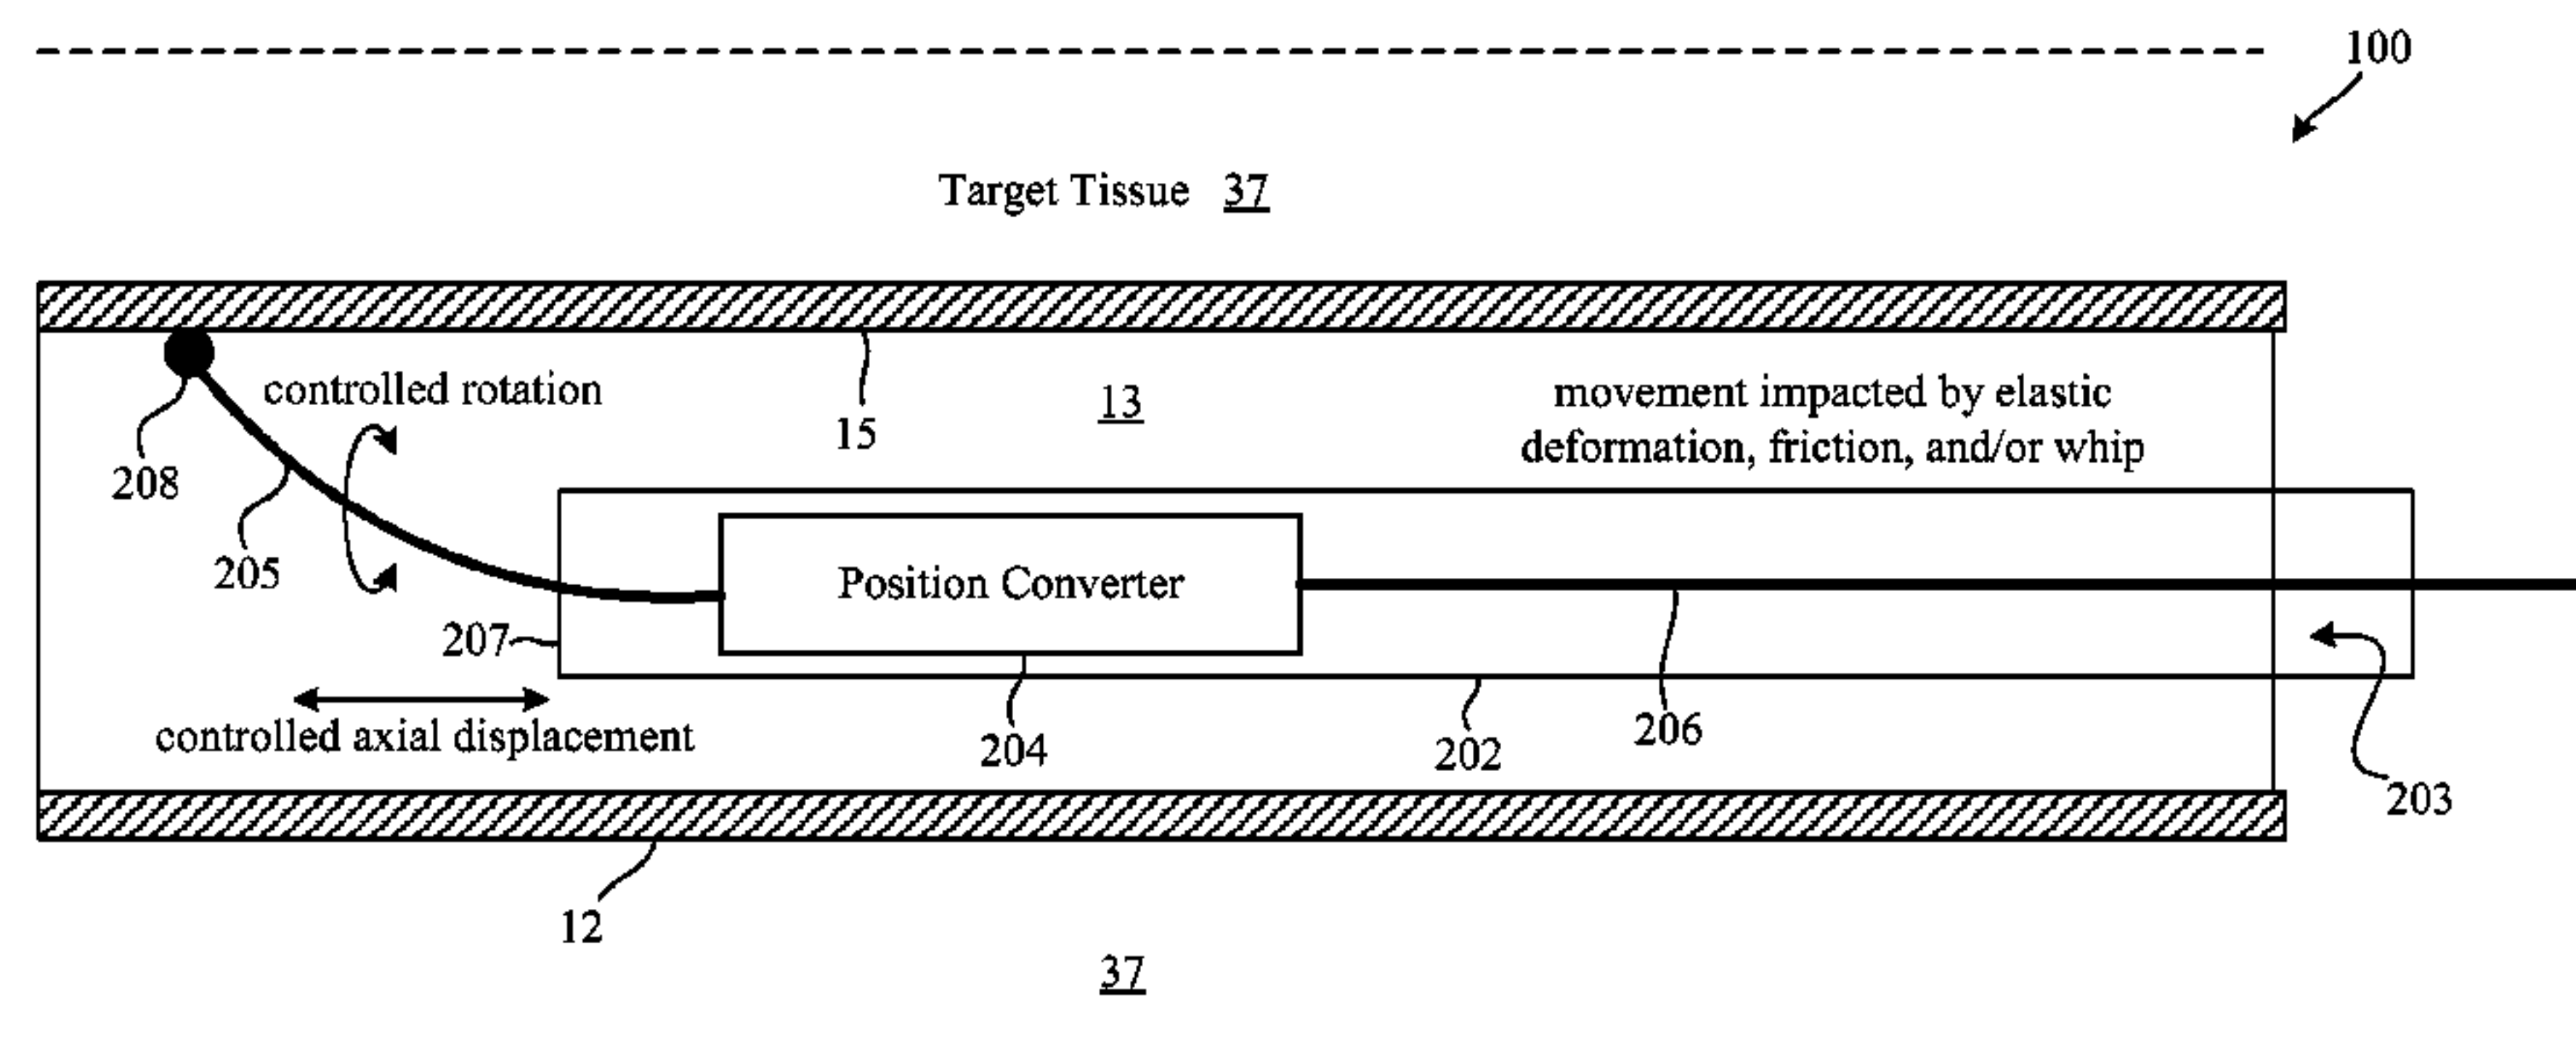 100
Target Tissue 37
controlled rotation
13
movement impacted by elastic
deformation, friction, and/or whip
15
208
205
Position Converter
207
controlled axial displacement
204
202
206
203
12
37